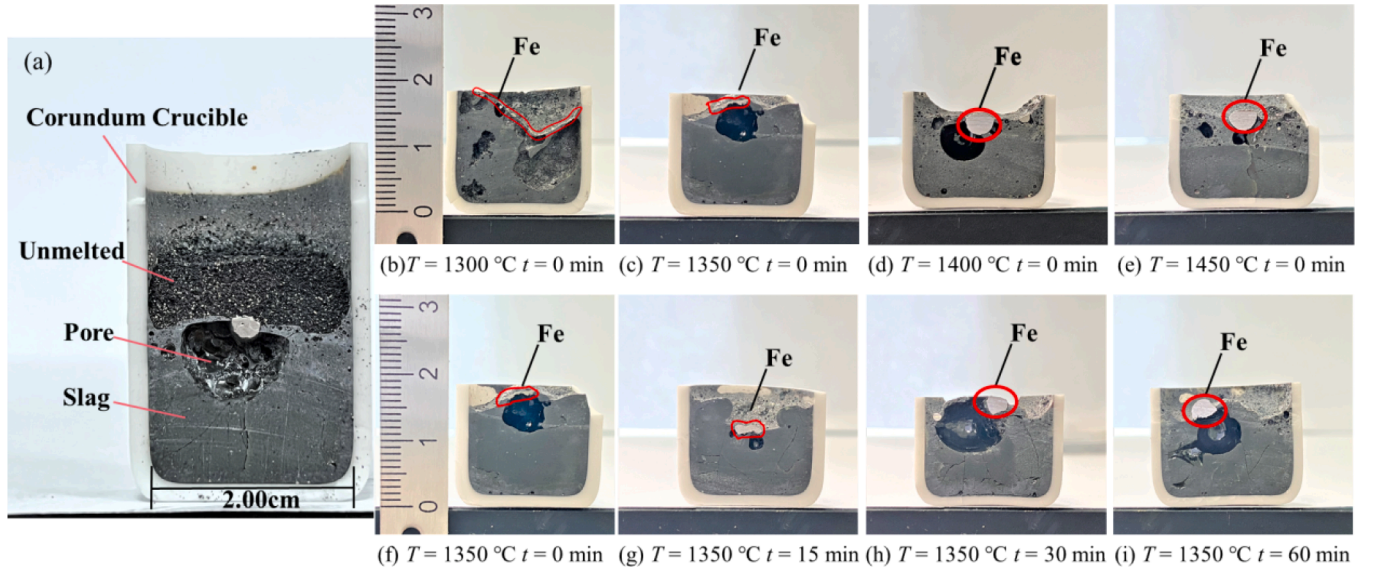 (a)
Corundum Crucible
Unmelted
Pore
Slag
2.00cm
3
2
1
0
Fe
Fe
Fe
Fe
(b)T = 1300 °C t = 0 min
(c) T = 1350 °C t = 0 min
(d) T = 1400 °C t = 0 min
(e) T = 1450 °C t = 0 min
3
2
1
0
Fe
Fe
Fe
Fe
(f) T = 1350 °C t = 0 min
(g) T = 1350 °C t = 15 min
(h) T = 1350 °C t = 30 min
(i) T = 1350 °C t = 60 min